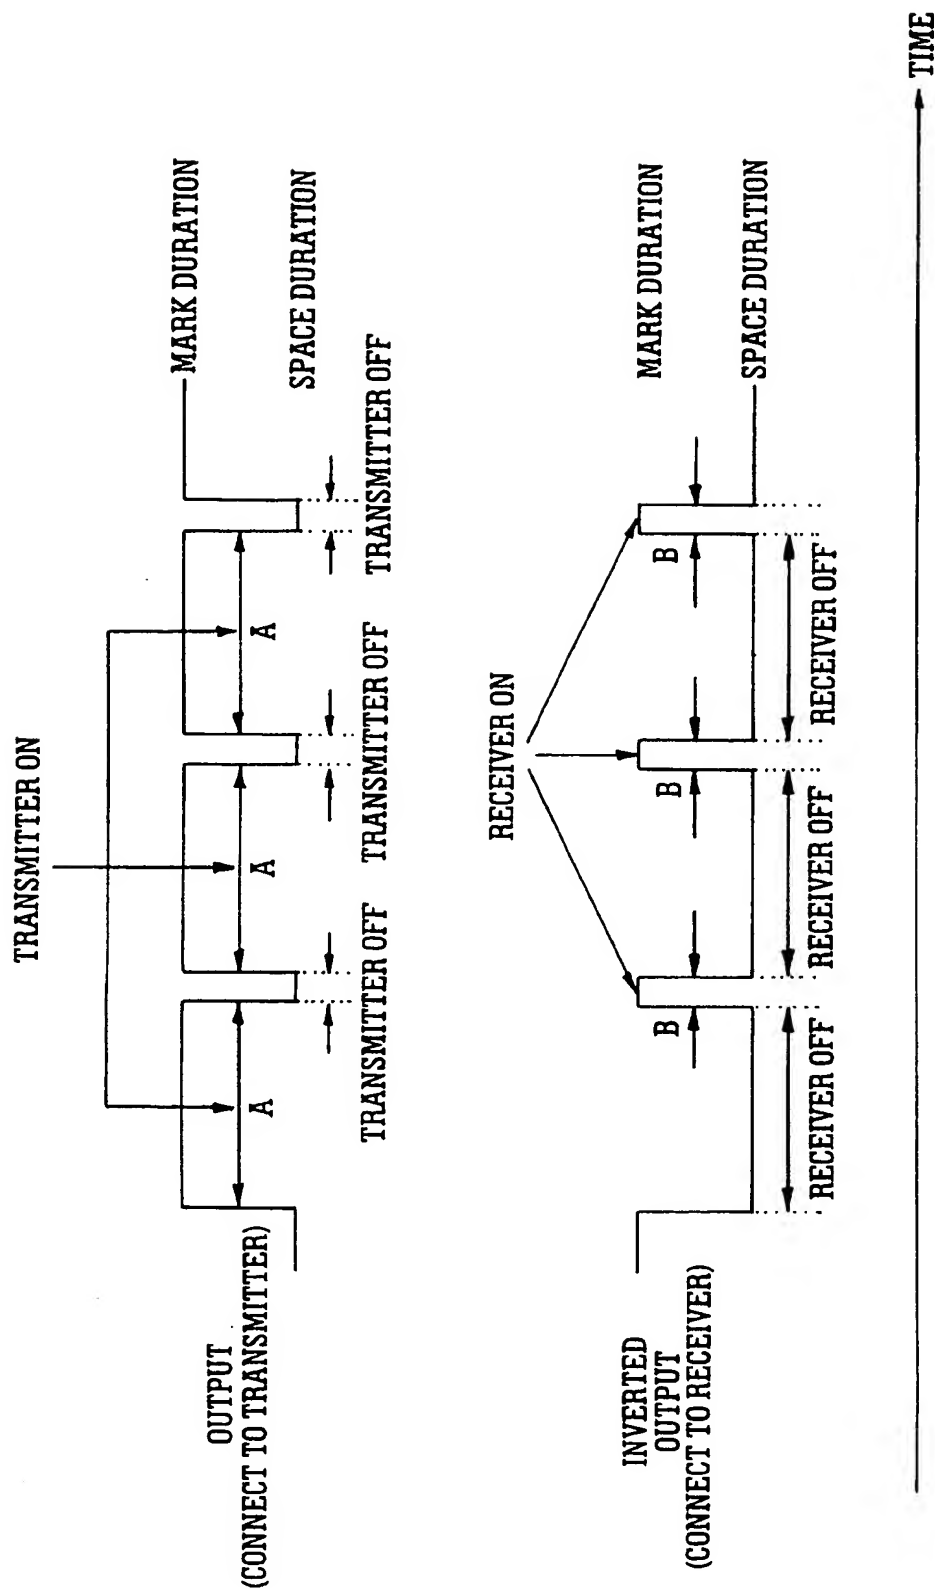 TRANSMITTER ON
A
A
A
MARK DURATION
SPACE DURATION
OUTPUT
(CONNECT TO TRANSMITTER)
TRANSMITTER OFF
TRANSMITTER OFF
TRANSMITTER OFF
RECEIVER ON
B
B
B
MARK DURATION
SPACE DURATION
INVERTED
OUTPUT
(CONNECT TO RECEIVER)
RECEIVER OFF
RECEIVER OFF
RECEIVER OFF
TIME